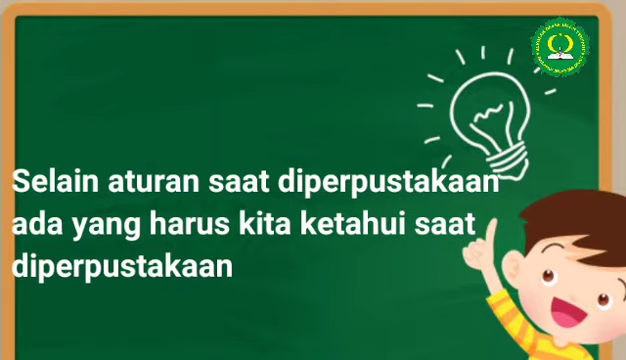 Selain aturan saat diperpustakaan
ada yang harus kita ketahui saat
diperpustakaan